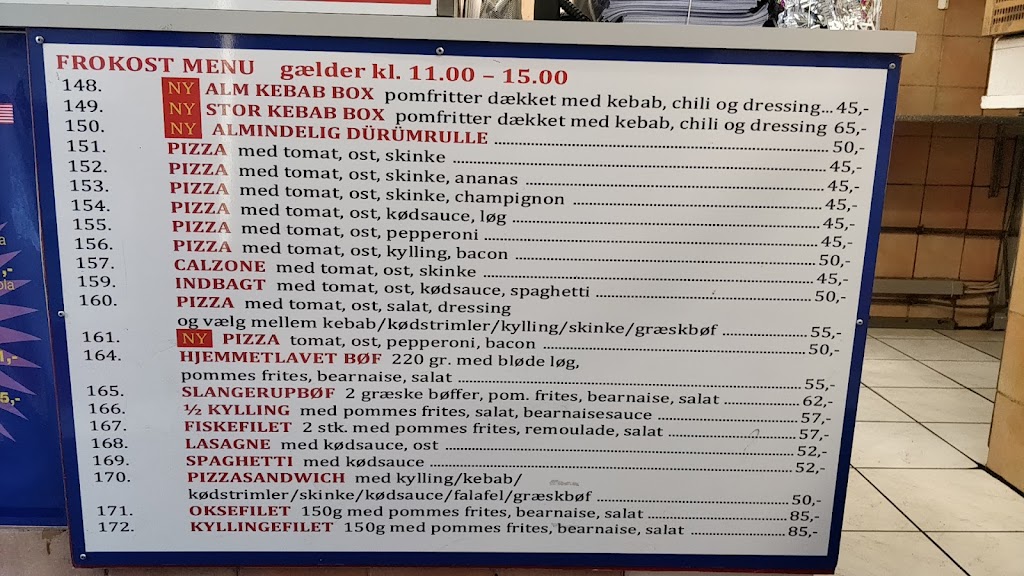 FROKOST MENU gælder kl. 11.00 – 15.00
148. NY ALM KEBAB BOX pomfritter dækket med kebab, chili og dressing...45,-
149. NY STOR KEBAB BOX pomfritter dækket med kebab, chili og dressing 65,-
150. NY ALMINDELIG DÜRÜMRULLE 50,-
151. PIZZA med tomat, ost, skinke 45,-
152. PIZZA med tomat, ost, skinke, ananas 45,-
153. PIZZA med tomat, ost, skinke, champignon 45,-
154. PIZZA med tomat, ost, kødsauce, løg 45,-
155. PIZZA med tomat, ost, pepperoni 45,-
156. PIZZA med tomat, ost, kylling, bacon 50,-
157. CALZONE med tomat, ost, skinke 45,-
159. INDBAGT med tomat, ost, kødsauce, spaghetti 50,-
160. PIZZA med tomat, ost, salat, dressing
og vælg mellem kebab/kødstrimler/kylling/skinke/græskbøf 55,-
161. NY PIZZA tomat, ost, pepperoni, bacon 50,-
164. HJEMMETLAVET BØF 220 gr. med bløde løg,
pommes frites, bearnaise, salat 55,-
165. SLANGERUPBØF 2 græske bøffer, pom. frites, bearnaise, salat 62,-
166. ½ KYLLING med pommes frites, salat, bearnaisesauce 57,-
167. FISKEFILET 2 stk. med pommes frites, remoulade, salat 57,-
168. LASAGNE med kødsauce, ost 52,-
169. SPAGHETTI med kødsauce 52,-
170. PIZZASANDWICH med kylling/kebab/
kødstrimler/skinke/kødsauce/falafel/græskbøf 50,-
171. OKSEFILET 150g med pommes frites, bearnaise, salat 85,-
172. KYLLINGEFILET 150g med pommes frites, bearnaise, salat 85,-